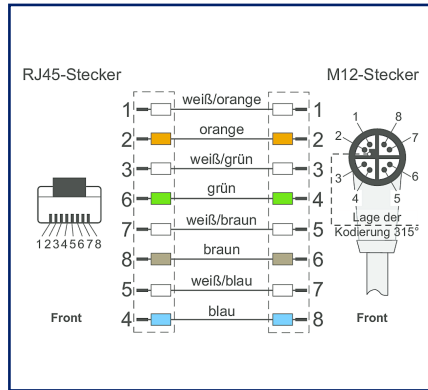 RJ45-Stecker
M12-Stecker
1 weiß/orange 1
2 orange 2
3 weiß/grün 3
6 grün 4
7 weiß/braun 5
8 braun 6
5 weiß/blau 7
4 blau 8
12345678
Front
1 8
2 7
3 6
4 5
Lage der
Kodierung 315°
Front